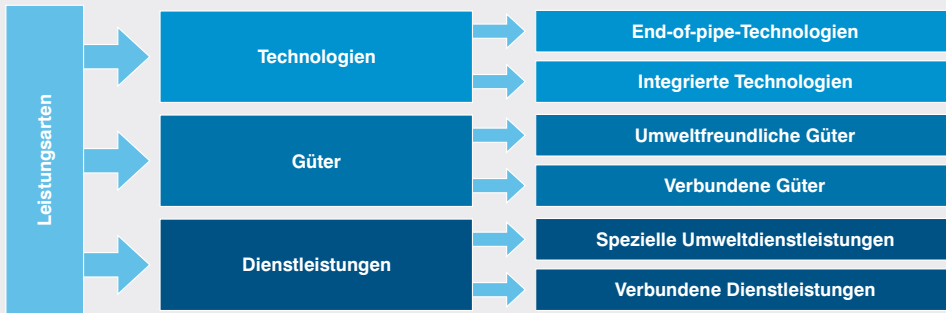 Leistungsarten
Technologien
End-of-pipe-Technologien
Integrierte Technologien
Güter
Umweltfreundliche Güter
Verbundene Güter
Dienstleistungen
Spezielle Umweltdienstleistungen
Verbundene Dienstleistungen